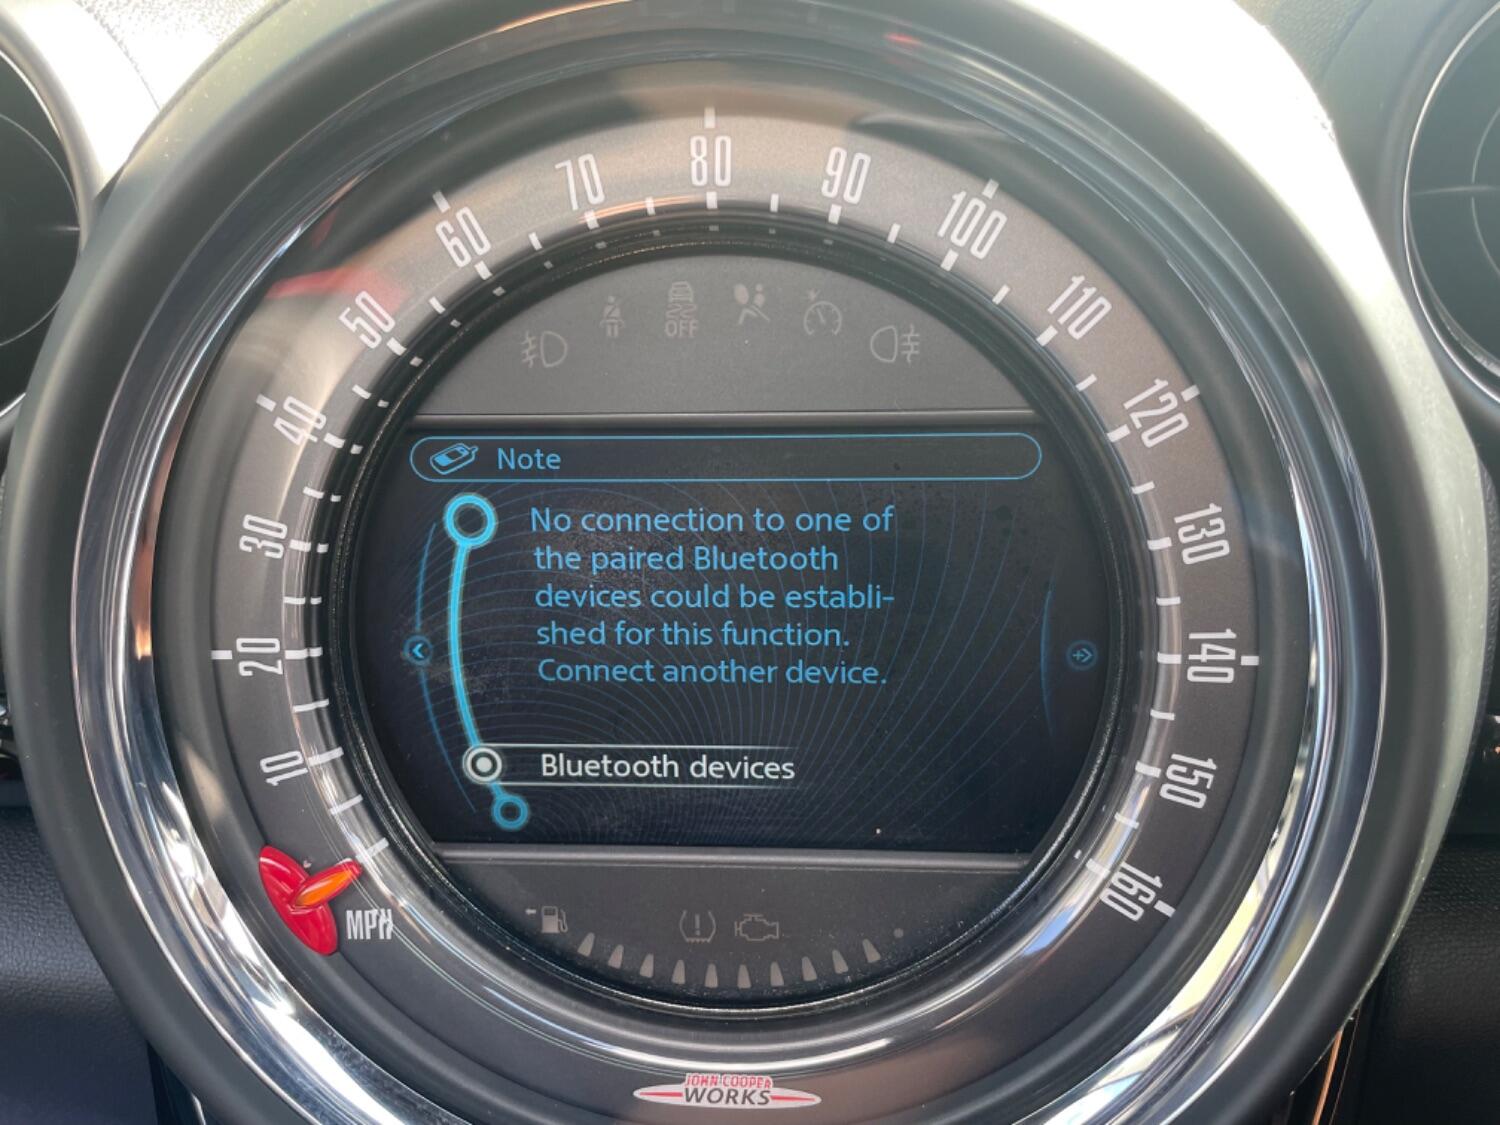 80
70
90
60
100
50
110
40
120
30
130
20
140
10
150
160
MPH
OFF
Note
No connection to one of
the paired Bluetooth
devices could be establi-
shed for this function.
Connect another device.
Bluetooth devices
JOHN COOPER
WORKS